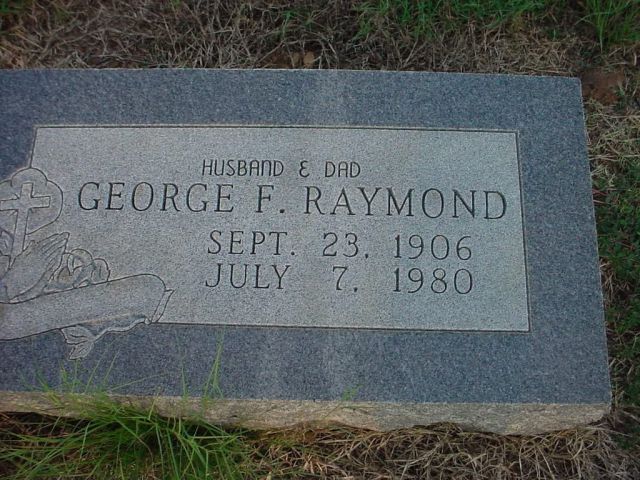 HUSBAND & DAD
GEORGE F. RAYMOND
SEPT. 23, 1906
JULY 7, 1980